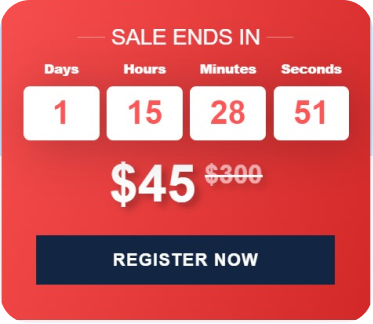 SALE ENDS IN
Days Hours Minutes Seconds
1 15 28 51
$45 $300
REGISTER NOW